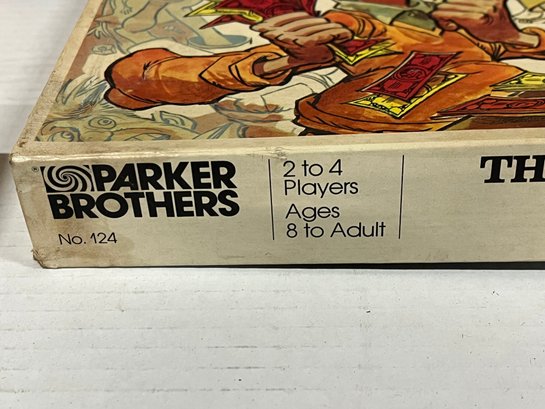 PARKER
BROTHERS®
No. 124
2 to 4
Players
Ages
8 to Adult
TH